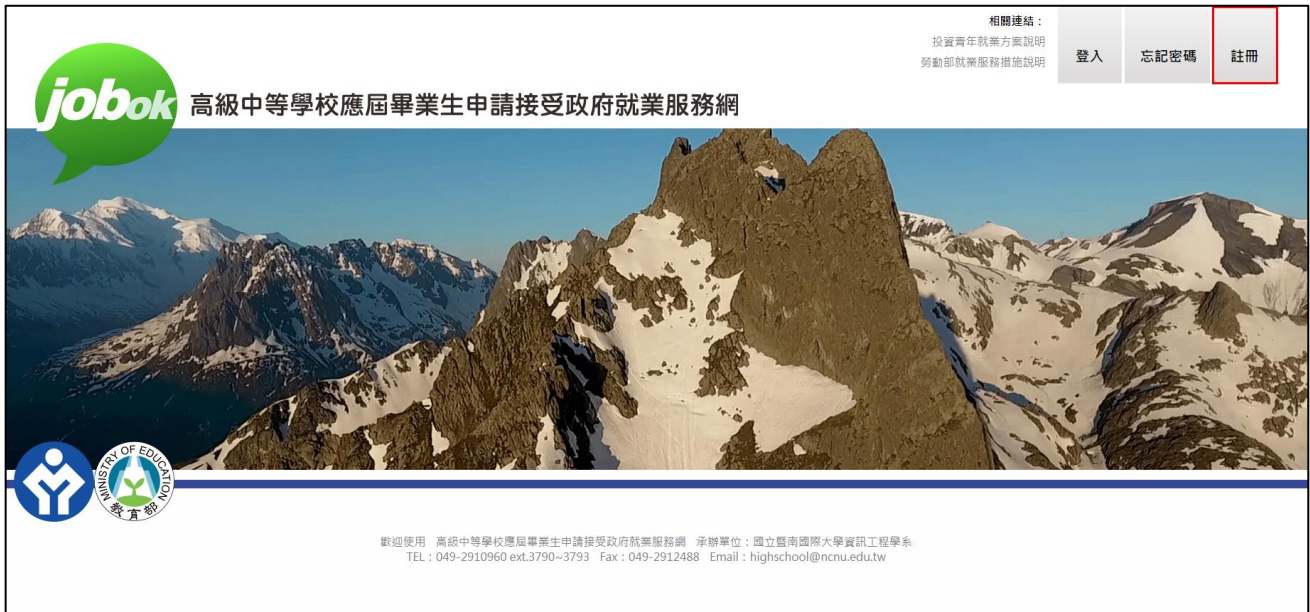 相關連結：
投資青年就業方案說明
勞動部就業服務措施說明
登入
忘記密碼
註冊
jobok
高級中等學校應屆畢業生申請接受政府就業服務網
MINISTRY OF EDUCATION
教育部
歡迎使用 高級中等學校應屆畢業生申請接受政府就業服務網 承辦單位：國立暨南國際大學資訊工程學系
TEL：049-2910960 ext.3790~3793 Fax：049-2912488 Email：highschool@ncnu.edu.tw